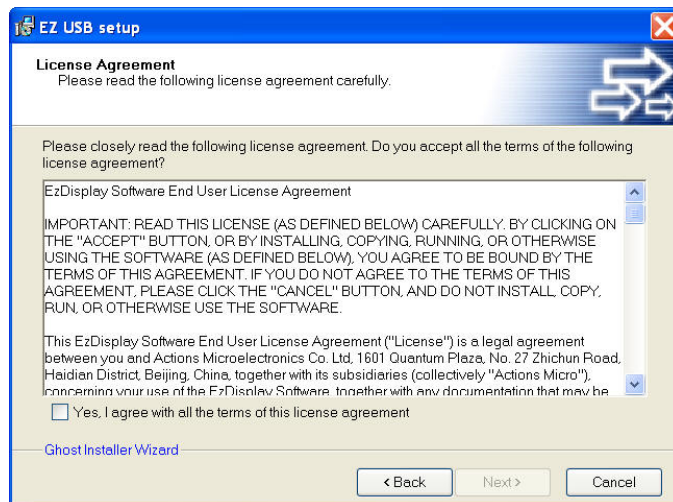 EZ USB setup
License Agreement
Please read the following license agreement carefully.
Please closely read the following license agreement. Do you accept all the terms of the following
license agreement?
EzDisplay Software End User License Agreement
IMPORTANT: READ THIS LICENSE (AS DEFINED BELOW) CAREFULLY. BY CLICKING ON
THE "ACCEPT" BUTTON, OR BY INSTALLING, COPYING, RUNNING, OR OTHERWISE
USING THE SOFTWARE (AS DEFINED BELOW), YOU AGREE TO BE BOUND BY THE
TERMS OF THIS AGREEMENT. IF YOU DO NOT AGREE TO THE TERMS OF THIS
AGREEMENT, PLEASE CLICK THE "CANCEL" BUTTON, AND DO NOT INSTALL, COPY,
RUN, OR OTHERWISE USE THE SOFTWARE.
This EzDisplay Software End User License Agreement ("License") is a legal agreement
between you and Actions Microelectronics Co. Ltd, 1601 Quantum Plaza, No. 27 Zhichun Road,
Haidian District, Beijing, China, together with its subsidiaries (collectively "Actions Micro"),
concerning your use of the EzDisplay Software, together with any documentation that may be
Yes, I agree with all the terms of this license agreement
Ghost Installer Wizard
< Back
Next >
Cancel